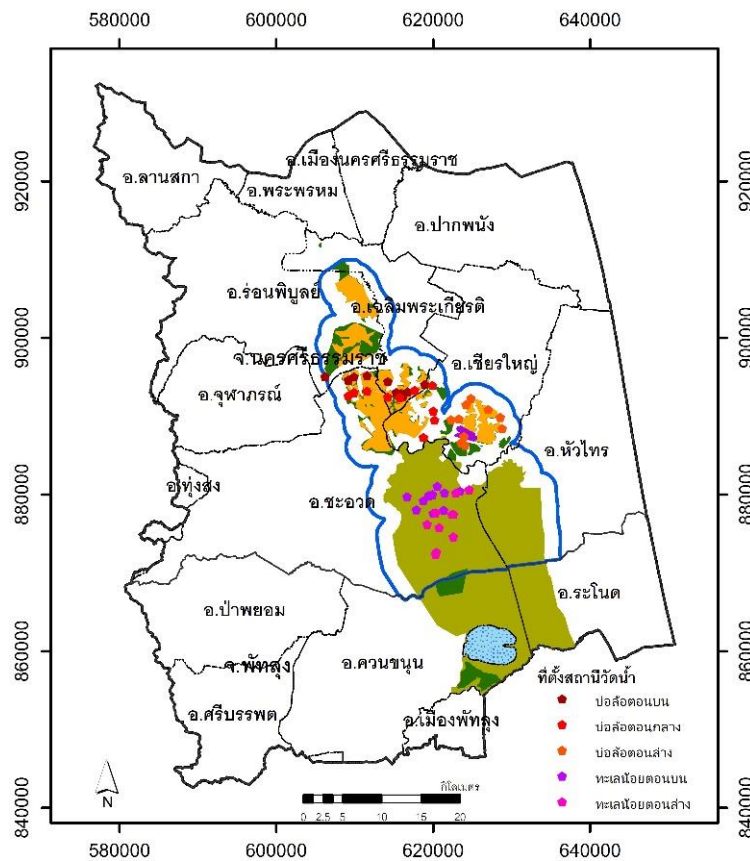 580000 600000 620000 640000
อ.เมืองนครศรีธรรมราช
920000 920000
อ.ลานสกา
อ.พระพรหม
อ.ปากพนัง
อ.ร่อนพิบูลย์
อ.เฉลิมพระเกียรติ
900000 900000
จ.นครศรีธรรมราช
อ.เชียรใหญ่
อ.จุฬาภรณ์
อ.หัวไทร
อ.ทุ่งสง
880000 880000
อ.ชะอวด
อ.ระโนด
อ.ป่าพยอม
860000 860000
จ.พัทลุง
อ.ควนขนุน
ที่ตั้งสถานีวัดน้ำ
อ.ศรีบรรพต
อ.เมืองพัทลุง
บ่อล้อตอนบน
บ่อล้อตอนกลาง
บ่อล้อตอนล่าง
ทะเลน้อยตอนบน
ทะเลน้อยตอนล่าง
กิโลเมตร
N
0 2.5 5 10 15 20
840000 840000
580000 600000 620000 640000